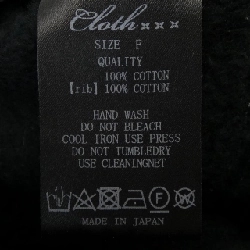 Cloth×××
SIZE F
QUALITY
100% COTTON
【rib】100% COTTON
HAND WASH
DO NOT BLEACH
COOL IRON USE PRESS
DO NOT TUMBLEDRY
USE CLEANINGNET
MADE IN JAPAN